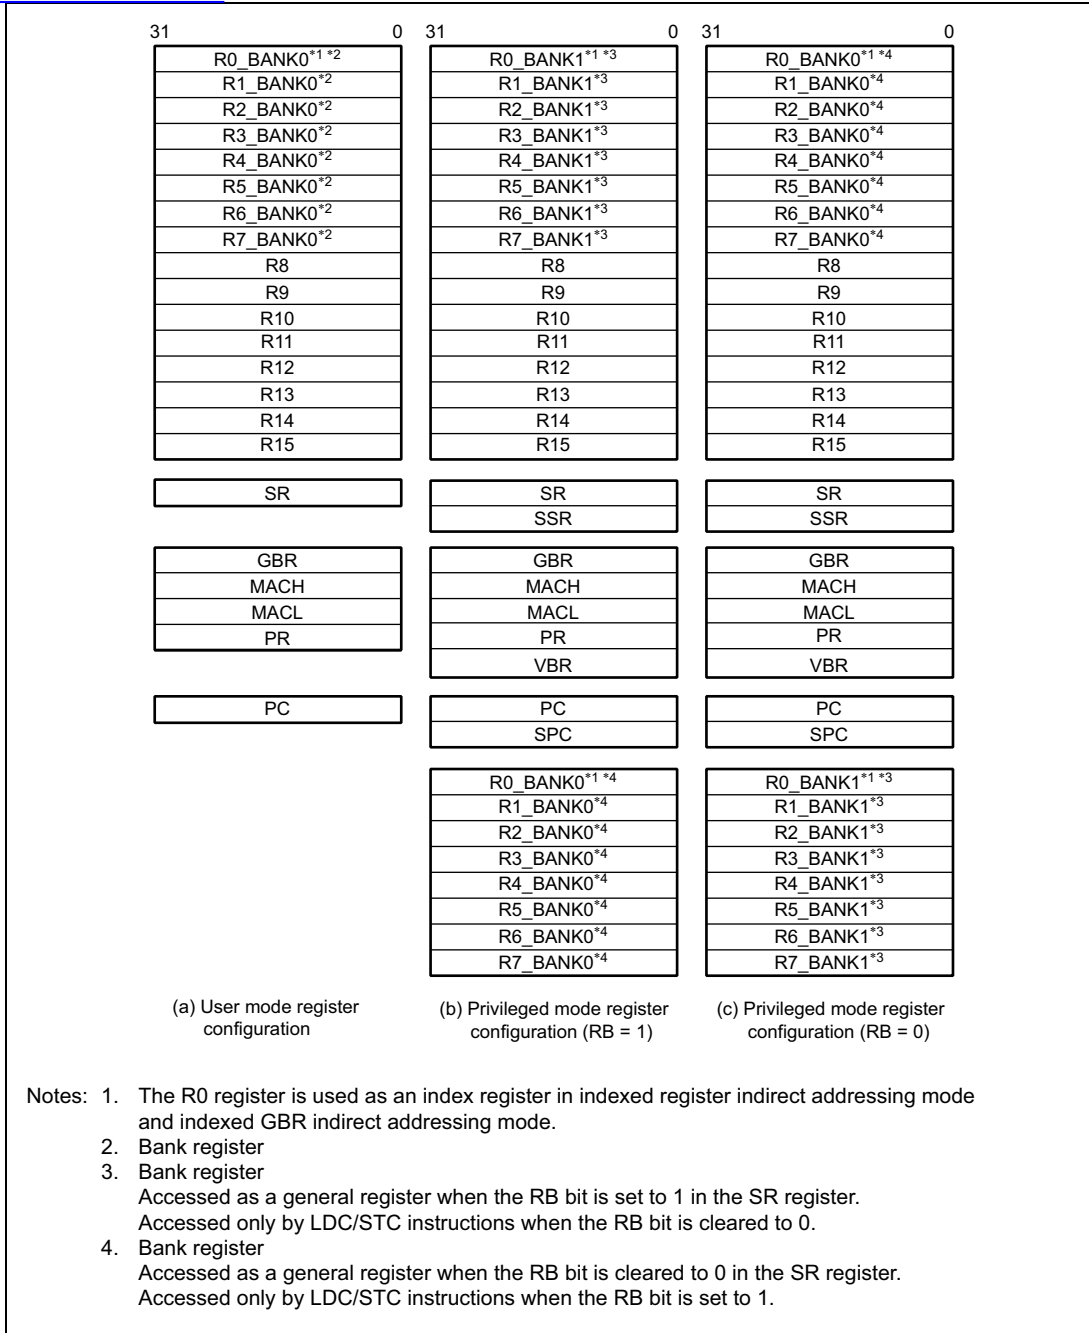 31 0 31 0 31 0
R0_BANK0*1 *2 R0_BANK1*1 *3 R0_BANK0*1 *4
R1_BANK0*2 R1_BANK1*3 R1_BANK0*4
R2_BANK0*2 R2_BANK1*3 R2_BANK0*4
R3_BANK0*2 R3_BANK1*3 R3_BANK0*4
R4_BANK0*2 R4_BANK1*3 R4_BANK0*4
R5_BANK0*2 R5_BANK1*3 R5_BANK0*4
R6_BANK0*2 R6_BANK1*3 R6_BANK0*4
R7_BANK0*2 R7_BANK1*3 R7_BANK0*4
R8 R8 R8
R9 R9 R9
R10 R10 R10
R11 R11 R11
R12 R12 R12
R13 R13 R13
R14 R14 R14
R15 R15 R15
SR SR SR
SSR SSR
GBR GBR GBR
MACH MACH MACH
MACL MACL MACL
PR PR PR
VBR VBR
PC PC PC
SPC SPC
R0_BANK0*1 *4 R0_BANK1*1 *3
R1_BANK0*4 R1_BANK1*3
R2_BANK0*4 R2_BANK1*3
R3_BANK0*4 R3_BANK1*3
R4_BANK0*4 R4_BANK1*3
R5_BANK0*4 R5_BANK1*3
R6_BANK0*4 R6_BANK1*3
R7_BANK0*4 R7_BANK1*3
(a) User mode register (b) Privileged mode register (c) Privileged mode register
configuration configuration (RB = 1) configuration (RB = 0)
Notes: 1. The R0 register is used as an index register in indexed register indirect addressing mode
and indexed GBR indirect addressing mode.
2. Bank register
3. Bank register
Accessed as a general register when the RB bit is set to 1 in the SR register.
Accessed only by LDC/STC instructions when the RB bit is cleared to 0.
4. Bank register
Accessed as a general register when the RB bit is cleared to 0 in the SR register.
Accessed only by LDC/STC instructions when the RB bit is set to 1.